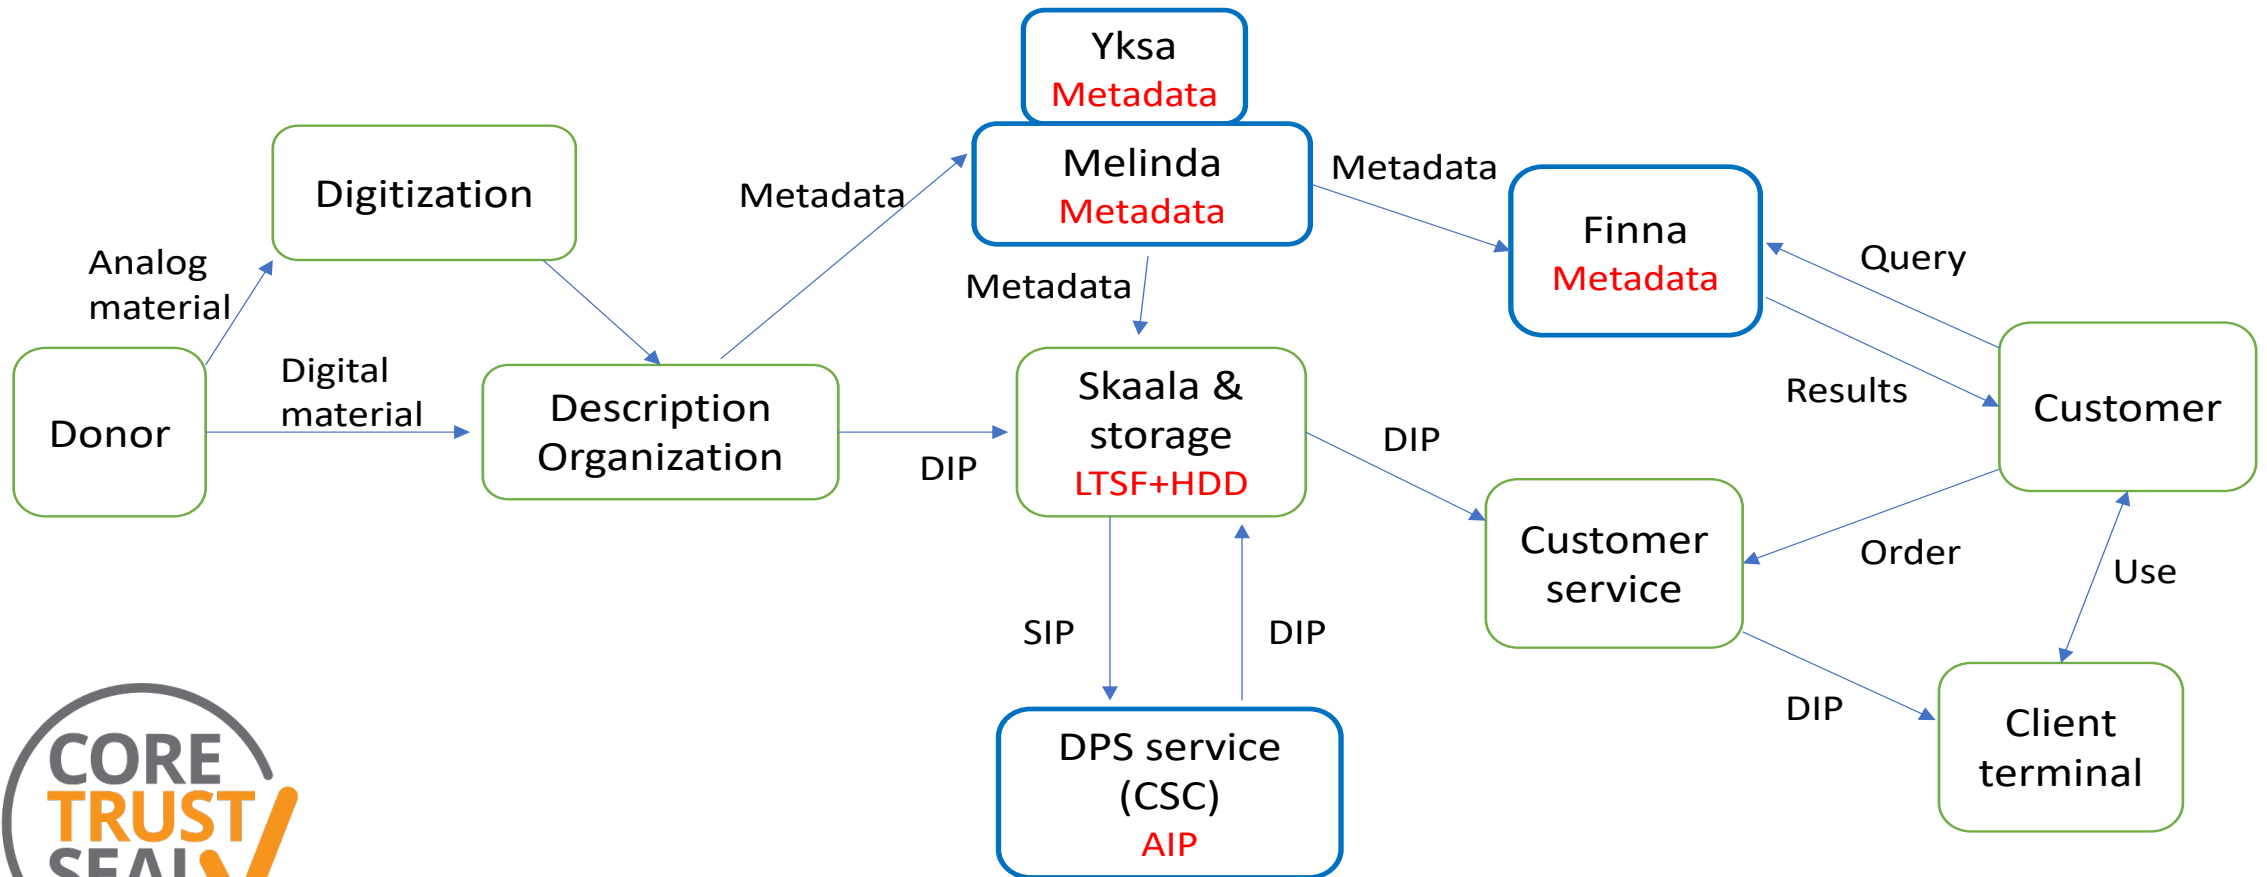 Yksa
Metadata
Melinda
Metadata
Digitization
Metadata
Metadata
Finna
Metadata
Analog
material
Query
Metadata
Donor
Digital
material
Description
Organization
DIP
Skaala &
storage
LTSF+HDD
DIP
Results
Customer
Customer
service
Order
Use
SIP
DIP
DIP
Client
terminal
DPS service
(CSC)
AIP
CORE
TRUST
SEAL